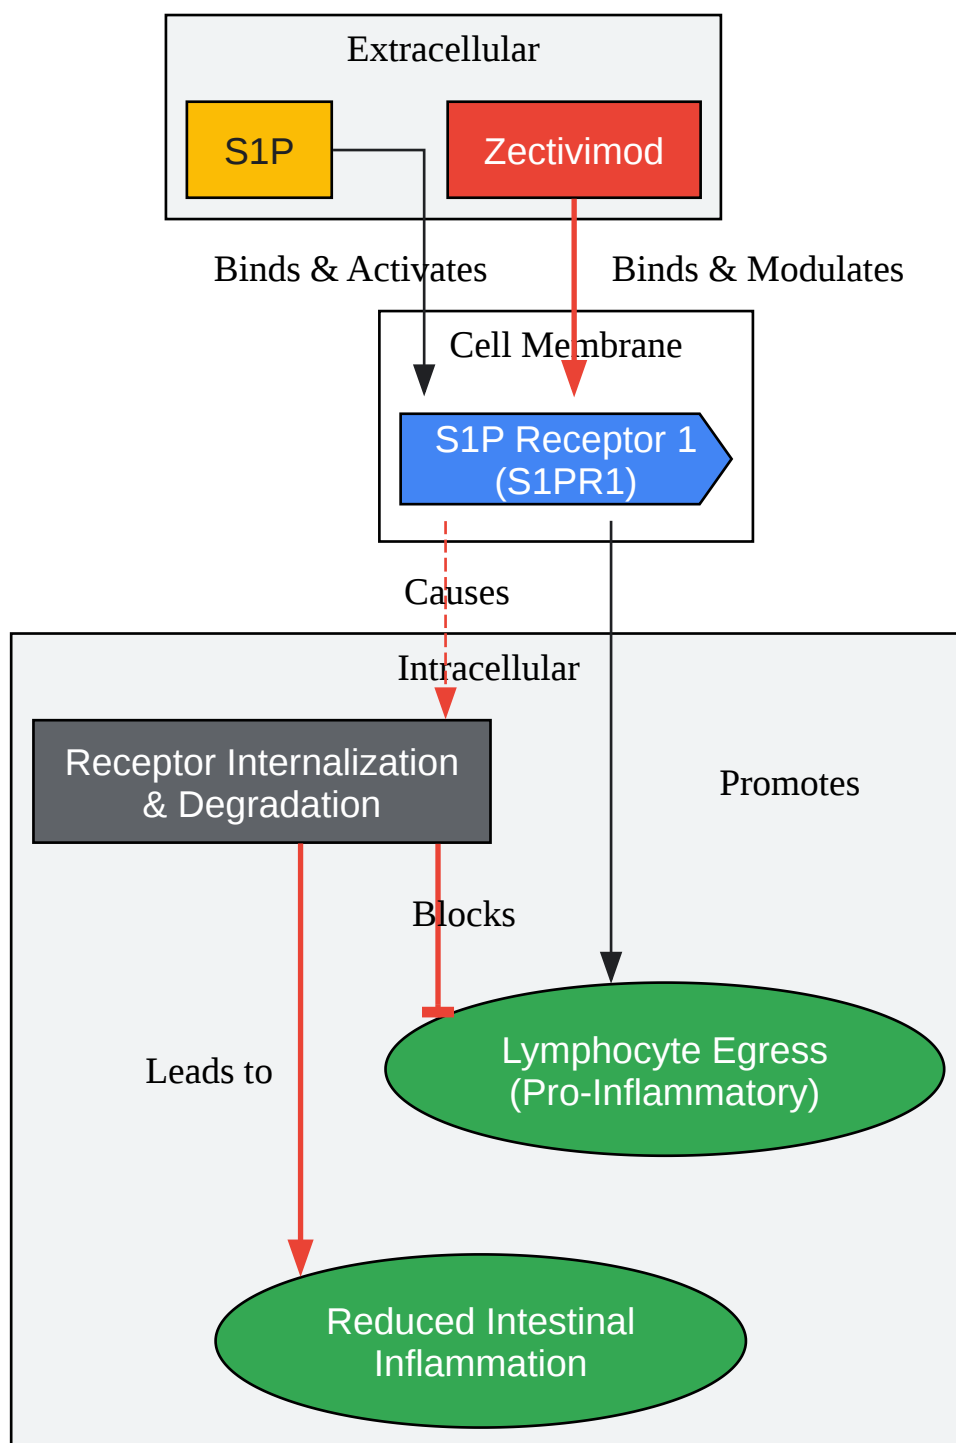 Extracellular
S1P
Zectivimod
Binds & Activates
Binds & Modulates
Cell Membrane
S1P Receptor 1
(S1PR1)
Causes
Intracellular
Receptor Internalization
& Degradation
Promotes
Blocks
Leads to
Lymphocyte Egress
(Pro-Inflammatory)
Reduced Intestinal
Inflammation